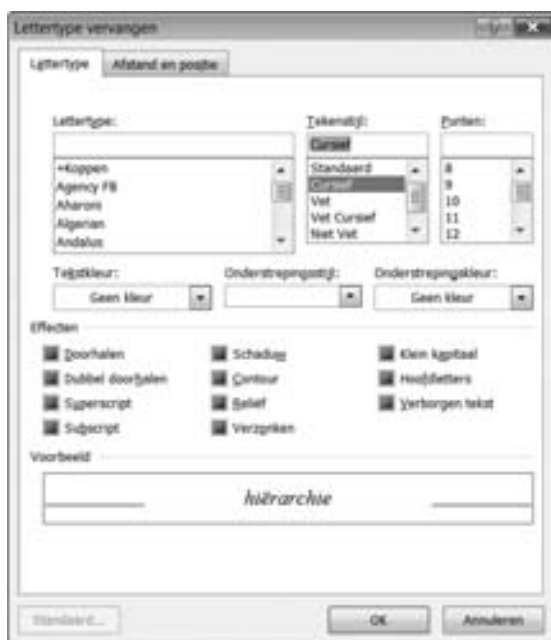 Lettertype vervangen
Lettertype Afstand en positie
Lettertype: Tekenstijl: Punten:
Cursief
+Koppen Standaard 8
Agency FB Cursief 9
Aharoni Vet 10
Algerian Vet Cursief 11
Andalus Niet Vet 12
Tekstkleur: Onderstrepingsstijl: Onderstrepingskleur:
Geen kleur Geen kleur
Effecten
Doorhalen Schaduw Klein kapitaal
Dubbel doorhalen Contour Hoofdletters
Superscript Reliëf Verborgen tekst
Subscript Verzonken
Voorbeeld
hiërarchie
Standaard... OK Annuleren